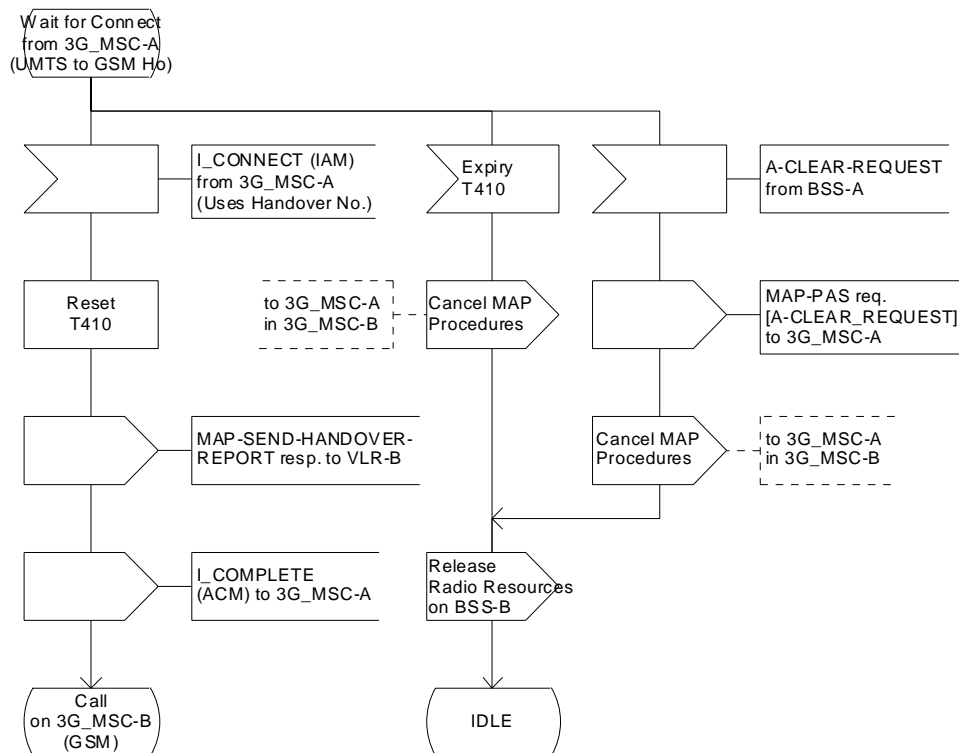 Wait for Connect
from 3G_MSC-A
(UMTS to GSM Ho)
I_CONNECT (IAM)
from 3G_MSC-A
(Uses Handover No.)
Expiry
T410
A-CLEAR-REQUEST
from BSS-A
Reset
T410
to 3G_MSC-A
in 3G_MSC-B
Cancel MAP
Procedures
MAP-PAS req.
[A-CLEAR_REQUEST]
to 3G_MSC-A
MAP-SEND-HANDOVER-
REPORT resp. to VLR-B
Cancel MAP
Procedures
to 3G_MSC-A
in 3G_MSC-B
I_COMPLETE
(ACM) to 3G_MSC-A
Release
Radio Resources
on BSS-B
Call
on 3G_MSC-B
(GSM)
IDLE